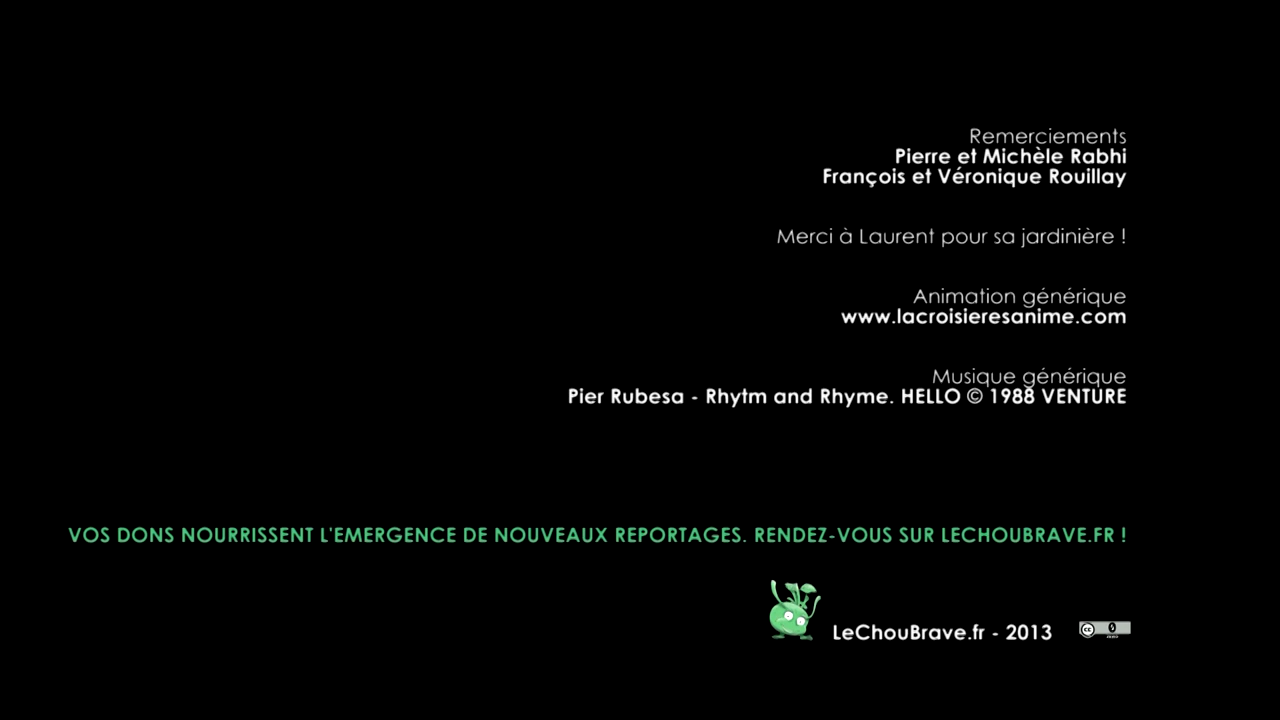 Remerciements
Pierre et Michèle Rabhi
François et Véronique Rouillay
Merci à Laurent pour sa jardinière !
Animation générique
www.lacroisieresanime.com
Musique générique
Pier Rubesa - Rhytm and Rhyme. HELLO © 1988 VENTURE
VOS DONS NOURRISSENT L'EMERGENCE DE NOUVEAUX REPORTAGES. RENDEZ-VOUS SUR LECHOUBRAVE.FR !
LeChouBrave.fr - 2013
cc 0